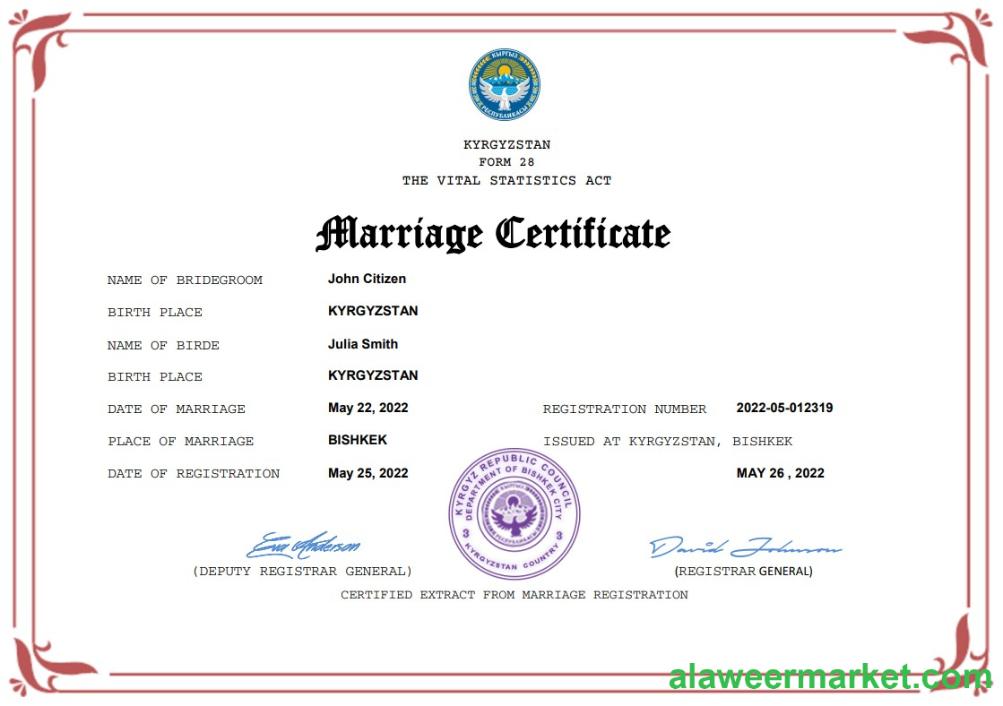 КЫРГЫЗ
РЕСПУБЛИКАСЫ
KYRGYZSTAN
FORM 28
THE VITAL STATISTICS ACT
Marriage Certificate
NAME OF BRIDEGROOM John Citizen
BIRTH PLACE KYRGYZSTAN
NAME OF BIRDE Julia Smith
BIRTH PLACE KYRGYZSTAN
DATE OF MARRIAGE May 22, 2022 REGISTRATION NUMBER 2022-05-012319
PLACE OF MARRIAGE BISHKEK ISSUED AT KYRGYZSTAN, BISHKEK
DATE OF REGISTRATION May 25, 2022 MAY 26 , 2022
KYRGYZ REPUBLIC COUNCIL
DEPARTMENT OF BISHKEK CITY
КЫРГЫЗ
РЕСПУБЛИКАСЫ
3 3
KYRGYZSTAN COUNTRY
Eva Anderson David Johnson
(DEPUTY REGISTRAR GENERAL) (REGISTRAR GENERAL)
CERTIFIED EXTRACT FROM MARRIAGE REGISTRATION
alaweermarket.com